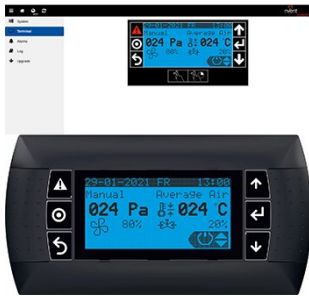 nvent
System
Terminal
Alarms
Log
Upgrade
29-01-2021 FR 13:00
Manual Average Air
024 Pa 024 °C
80% 20%
29-01-2021 FR 13:00
Manual Average Air
024 Pa 024 °C
80% 20%